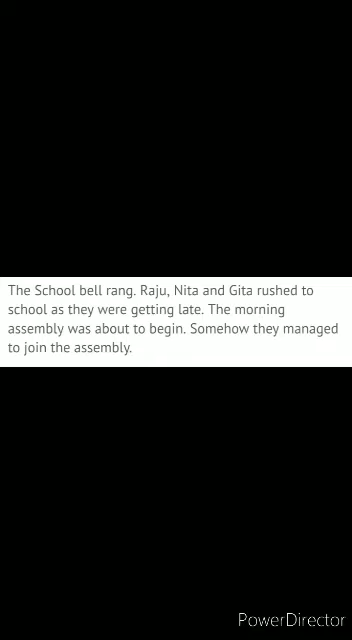 The School bell rang. Raju, Nita and Gita rushed to
school as they were getting late. The morning
assembly was about to begin. Somehow they managed
to join the assembly.
PowerDirector